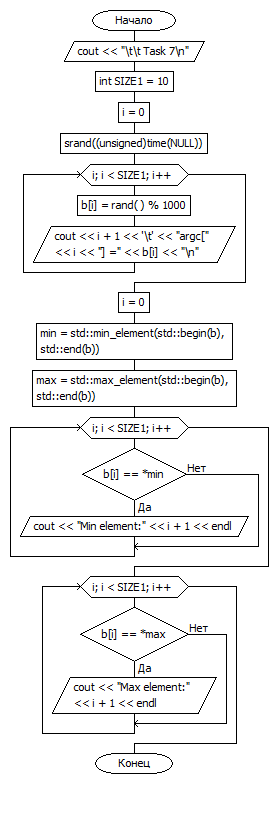 Начало
cout << "\t\t Task 7\n"
int SIZE1 = 10
i = 0
srand((unsigned)time(NULL))
i; i < SIZE1; i++
b[i] = rand( ) % 1000
cout << i + 1 << '\t' << "argc["
<< i << "] =" << b[i] << "\n"
i = 0
min = std::min_element(std::begin(b),
std::end(b))
max = std::max_element(std::begin(b),
std::end(b))
i; i < SIZE1; i++
b[i] == *min
Нет
Да
cout << "Min element:" << i + 1 << endl
i; i < SIZE1; i++
b[i] == *max
Нет
Да
cout << "Max element:"
<< i + 1 << endl
Конец